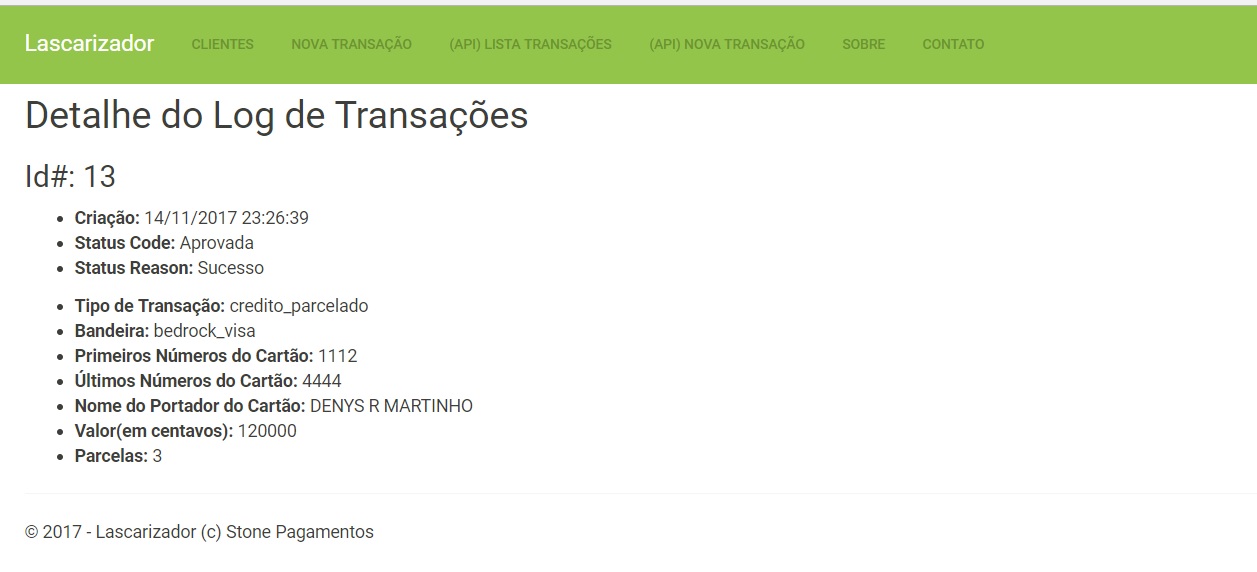 Lascarizador CLIENTES NOVA TRANSAÇÃO (API) LISTA TRANSAÇÕES (API) NOVA TRANSAÇÃO SOBRE CONTATO
Detalhe do Log de Transações
Id#: 13
Criação: 14/11/2017 23:26:39
Status Code: Aprovada
Status Reason: Sucesso
Tipo de Transação: credito_parcelado
Bandeira: bedrock_visa
Primeiros Números do Cartão: 1112
Últimos Números do Cartão: 4444
Nome do Portador do Cartão: DENYS R MARTINHO
Valor(em centavos): 120000
Parcelas: 3
© 2017 - Lascarizador (c) Stone Pagamentos